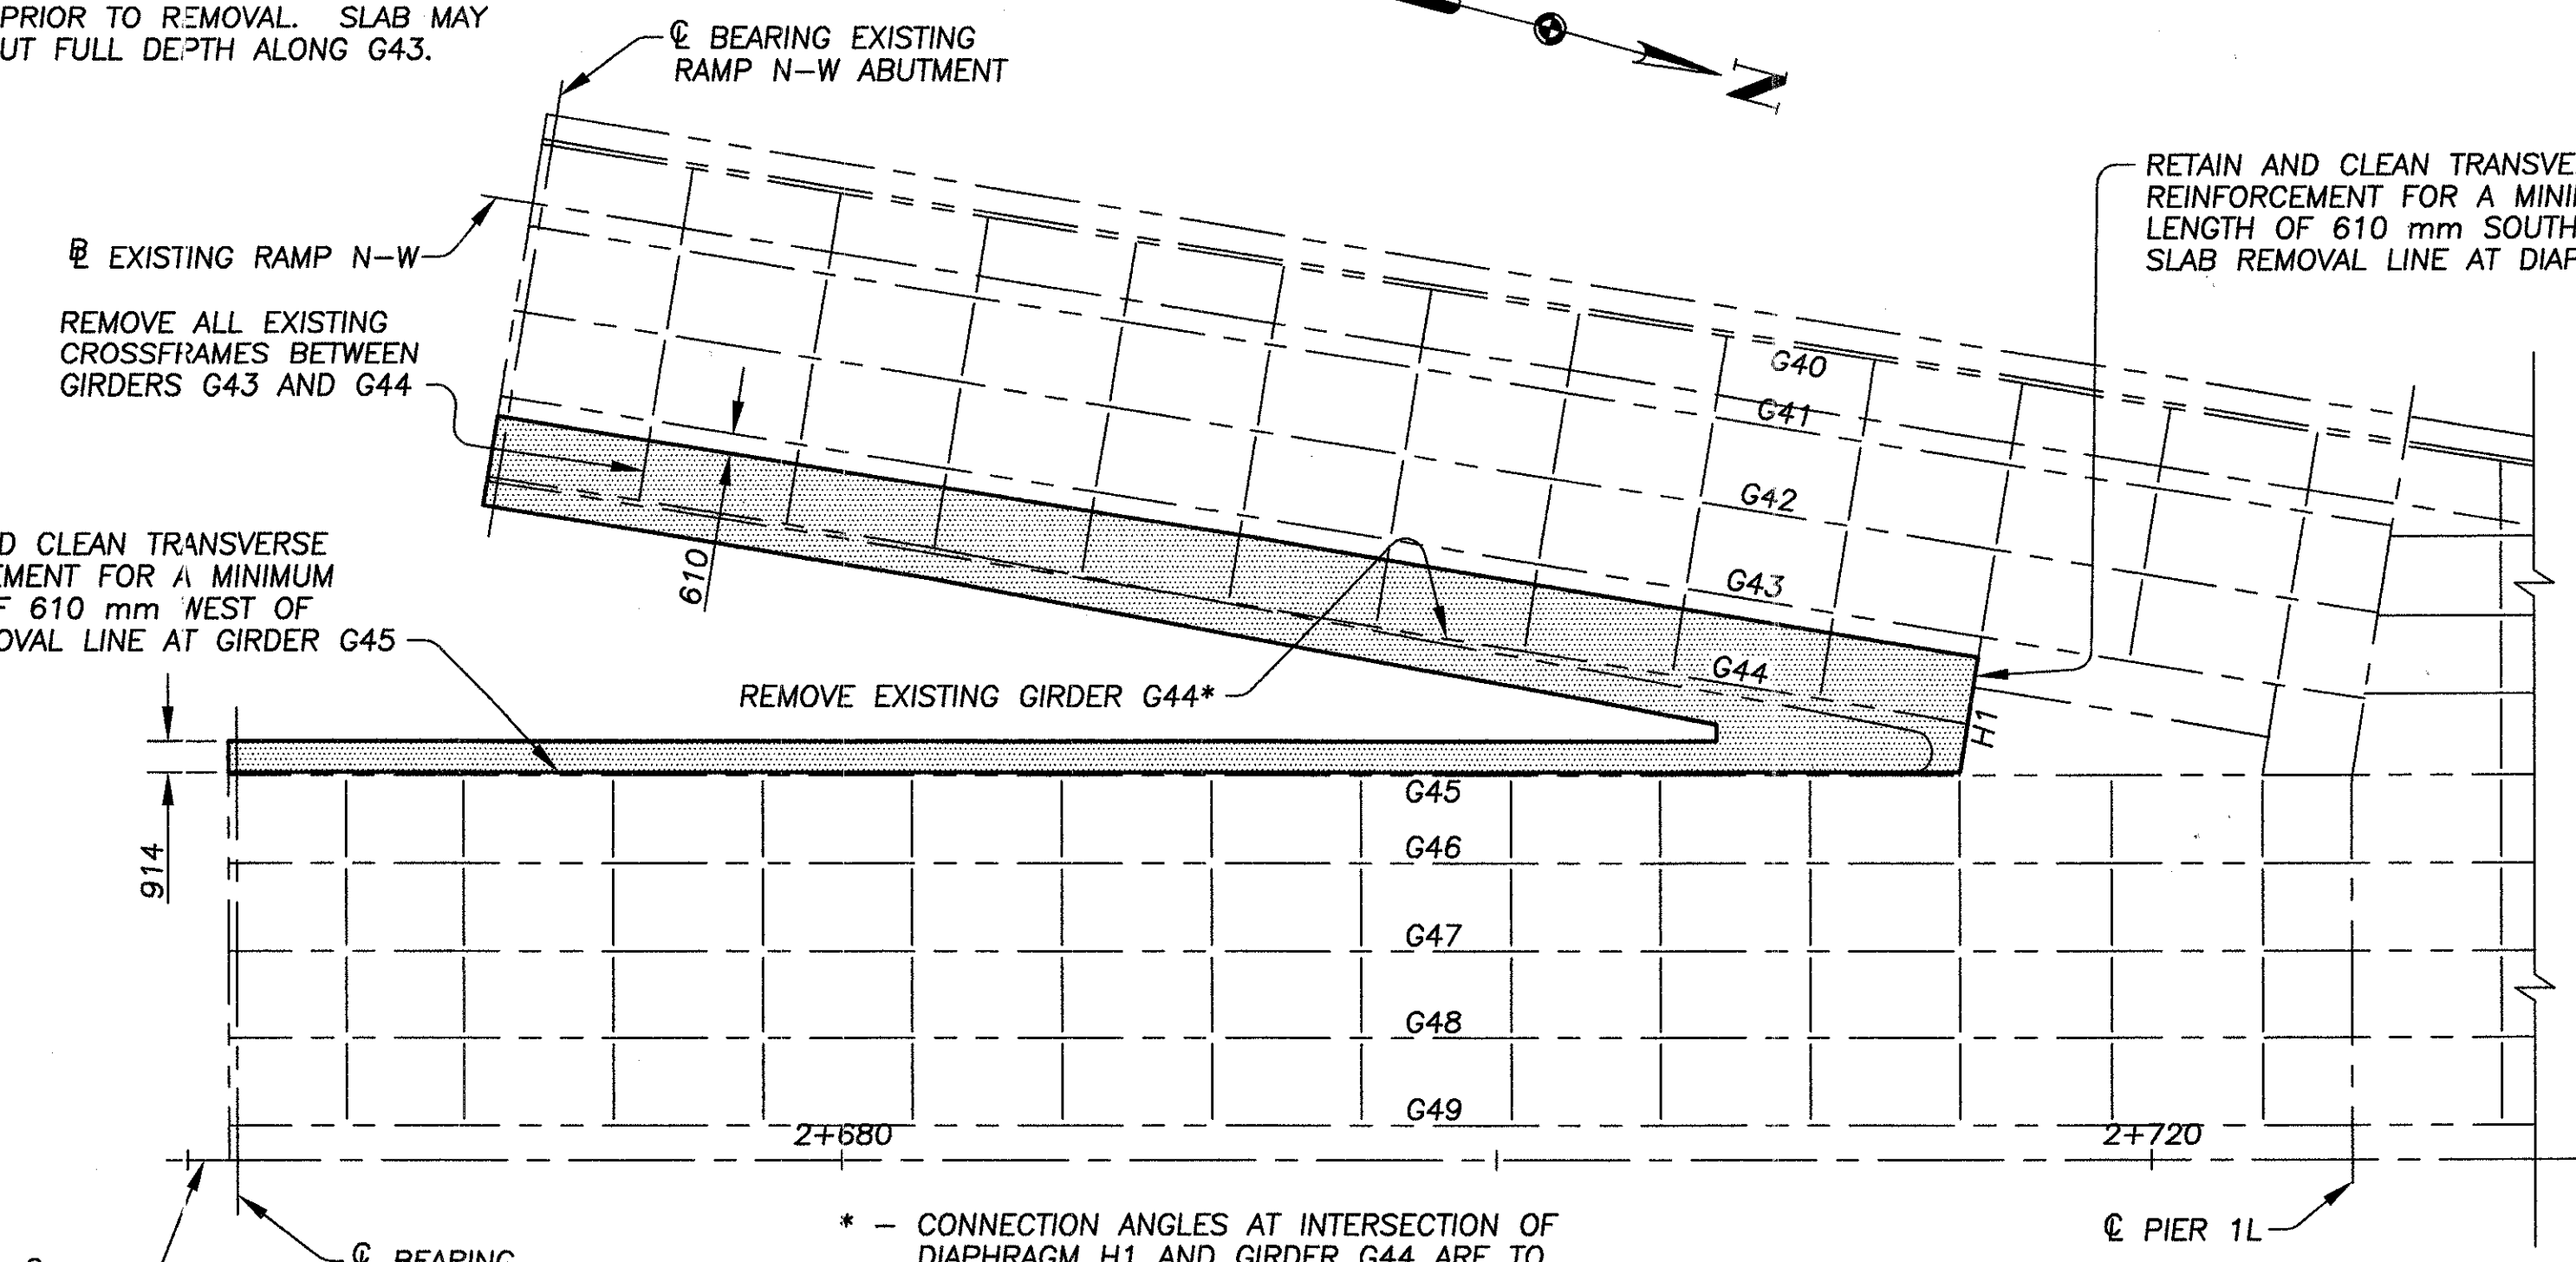 PRIOR TO REMOVAL. SLAB MAY
UT FULL DEPTH ALONG G43.
℄ BEARING EXISTING
RAMP N-W ABUTMENT
N
RETAIN AND CLEAN
REINFORCEMENT FOR A
LENGTH OF 610 mm SOUTH
SLAB REMOVAL LINE AT
EXISTING RAMP N-W
REMOVE ALL EXISTING
CROSSFRAMES BETWEEN
GIRDERS G43 AND G44
G40
G41
G42
G43
G44
610
CLEAN TRANSVERSE
EMENT FOR A MINIMUM
610 mm WEST OF
OVAL LINE AT GIRDER G45
REMOVE EXISTING GIRDER G44*
H1
914
G45
G46
G47
G48
G49
2+680
2+720
* - CONNECTION ANGLES AT INTERSECTION OF
DIAPHRAGM H1 AND GIRDER G44 ARE TO
℄ PIER 1L
℄ BEARING